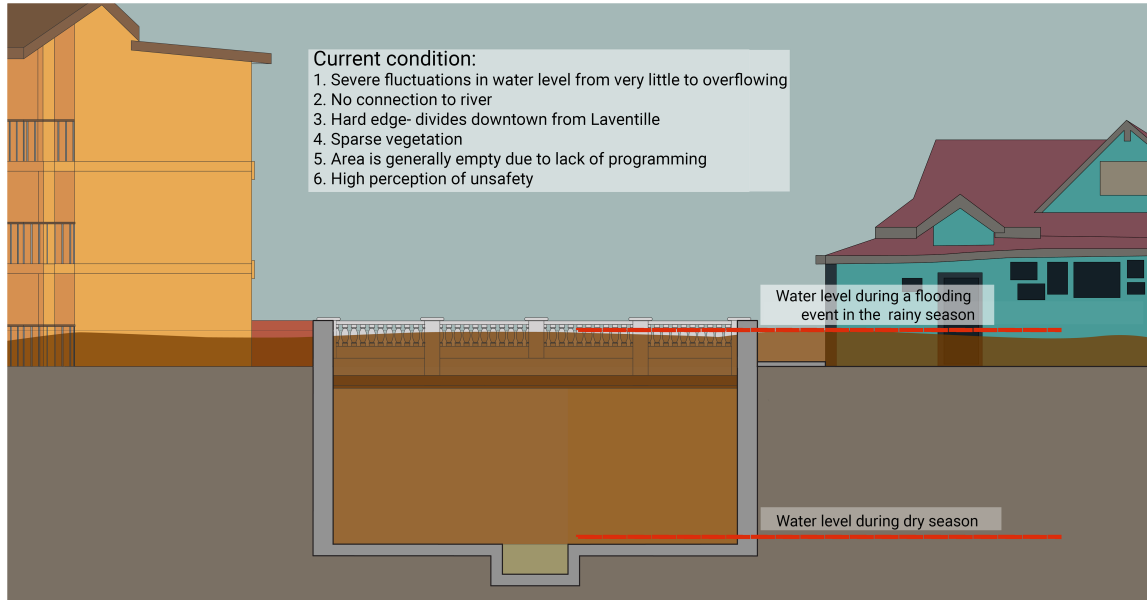 Current condition:
1. Severe fluctuations in water level from very little to overflowing
2. No connection to river
3. Hard edge- divides downtown from Laventille
4. Sparse vegetation
5. Area is generally empty due to lack of programming
6. High perception of unsafety
Water level during a flooding
event in the rainy season
Water level during dry season